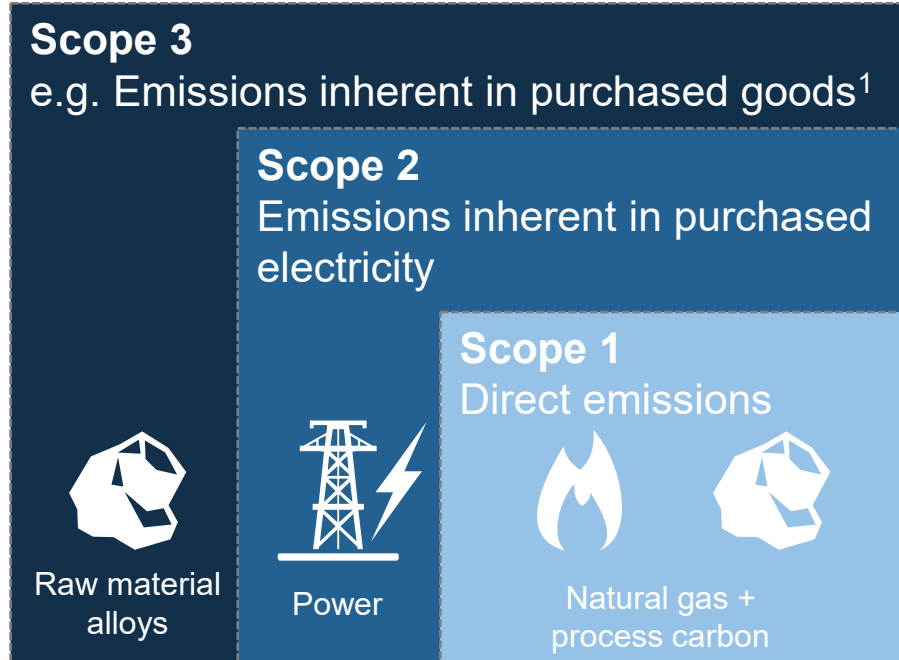 Scope 3
e.g. Emissions inherent in purchased goods¹
Scope 2
Emissions inherent in purchased
electricity
Scope 1
Direct emissions
Raw material
alloys
Power
Natural gas +
process carbon